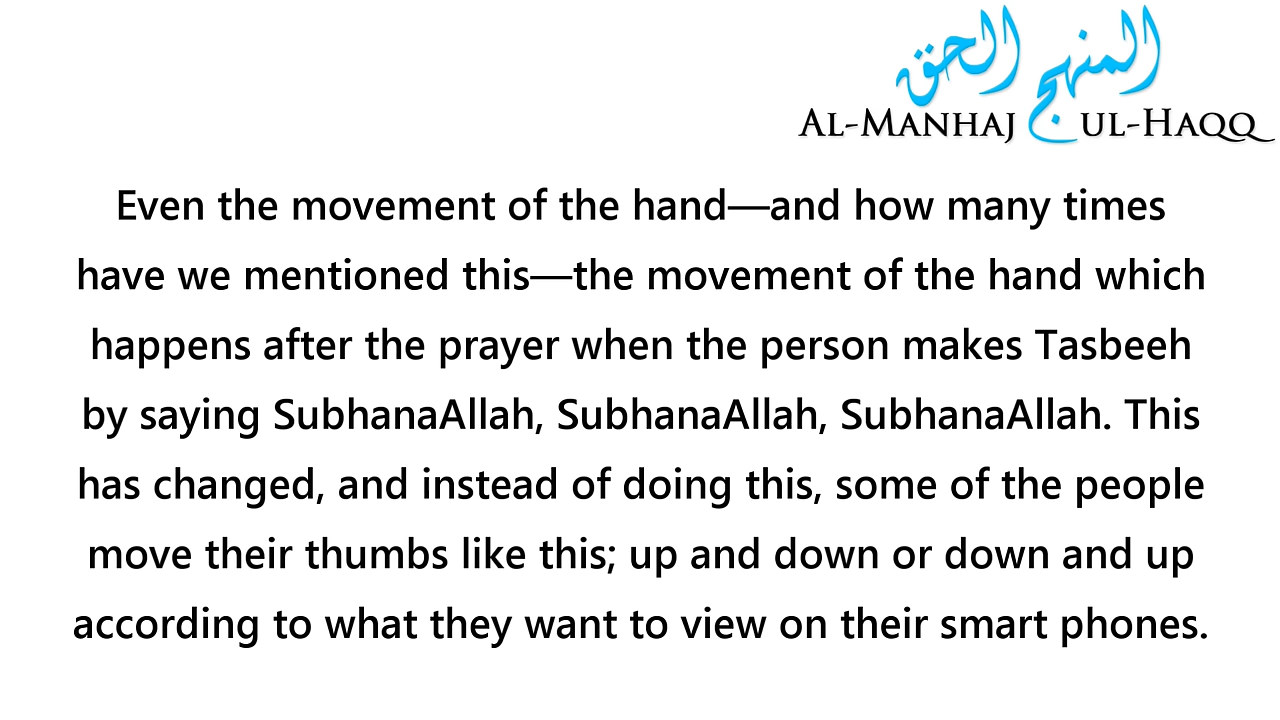 المنهج الحق
AL-MANHAJ UL-HAQQ
Even the movement of the hand—and how many times
have we mentioned this—the movement of the hand which
happens after the prayer when the person makes Tasbeeh
by saying SubhanaAllah, SubhanaAllah, SubhanaAllah. This
has changed, and instead of doing this, some of the people
move their thumbs like this; up and down or down and up
according to what they want to view on their smart phones.